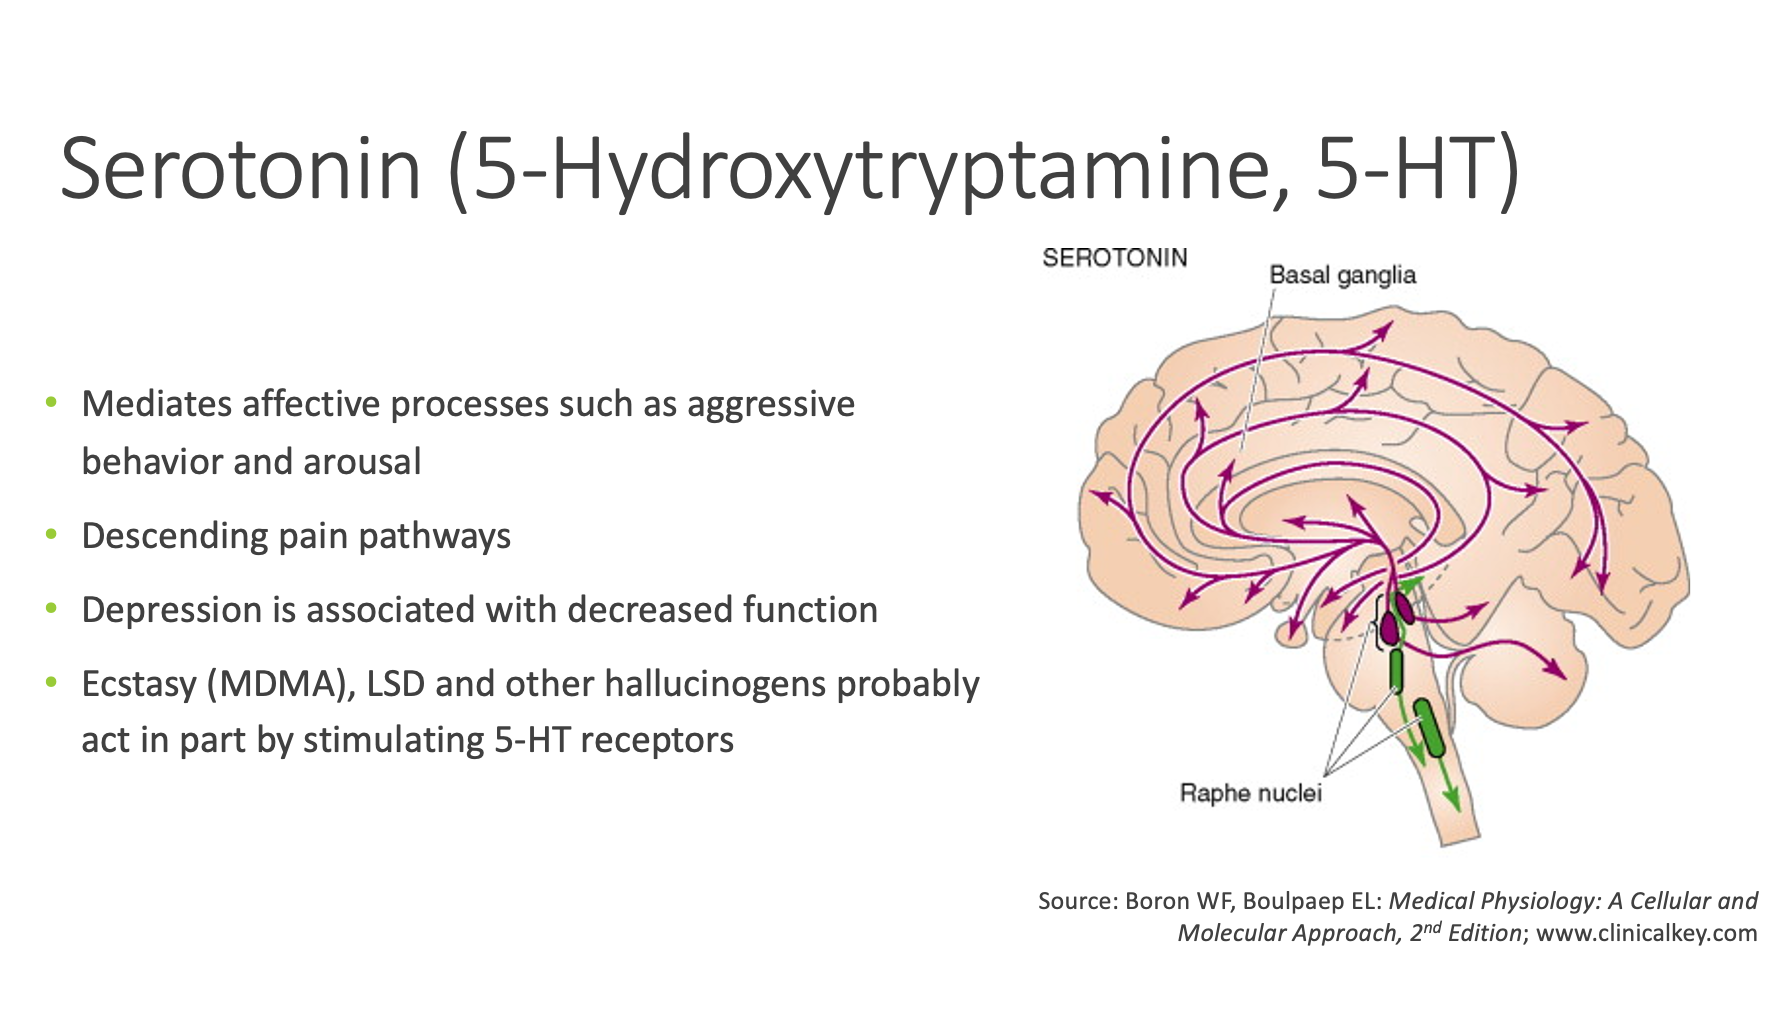 Serotonin (5-Hydroxytryptamine, 5-HT)
• Mediates affective processes such as aggressive
behavior and arousal
• Descending pain pathways
• Depression is associated with decreased function
• Ecstasy (MDMA), LSD and other hallucinogens probably
act in part by stimulating 5-HT receptors
SEROTONIN
Basal ganglia
Raphe nuclei
Source: Boron WF, Boulpaep EL: Medical Physiology: A Cellular and
Molecular Approach, 2nd Edition; www.clinicalkey.com